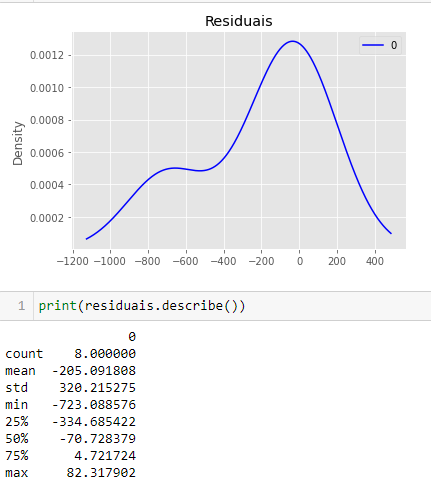 Residuais
0
Density
0.0012
0.0010
0.0008
0.0006
0.0004
0.0002
−1200 −1000 −800 −600 −400 −200 0 200 400
1 print(residuais.describe())
0
count 8.000000
mean -205.091808
std 320.215275
min -723.088576
25% -334.685422
50% -70.728379
75% 4.721724
max 82.317902